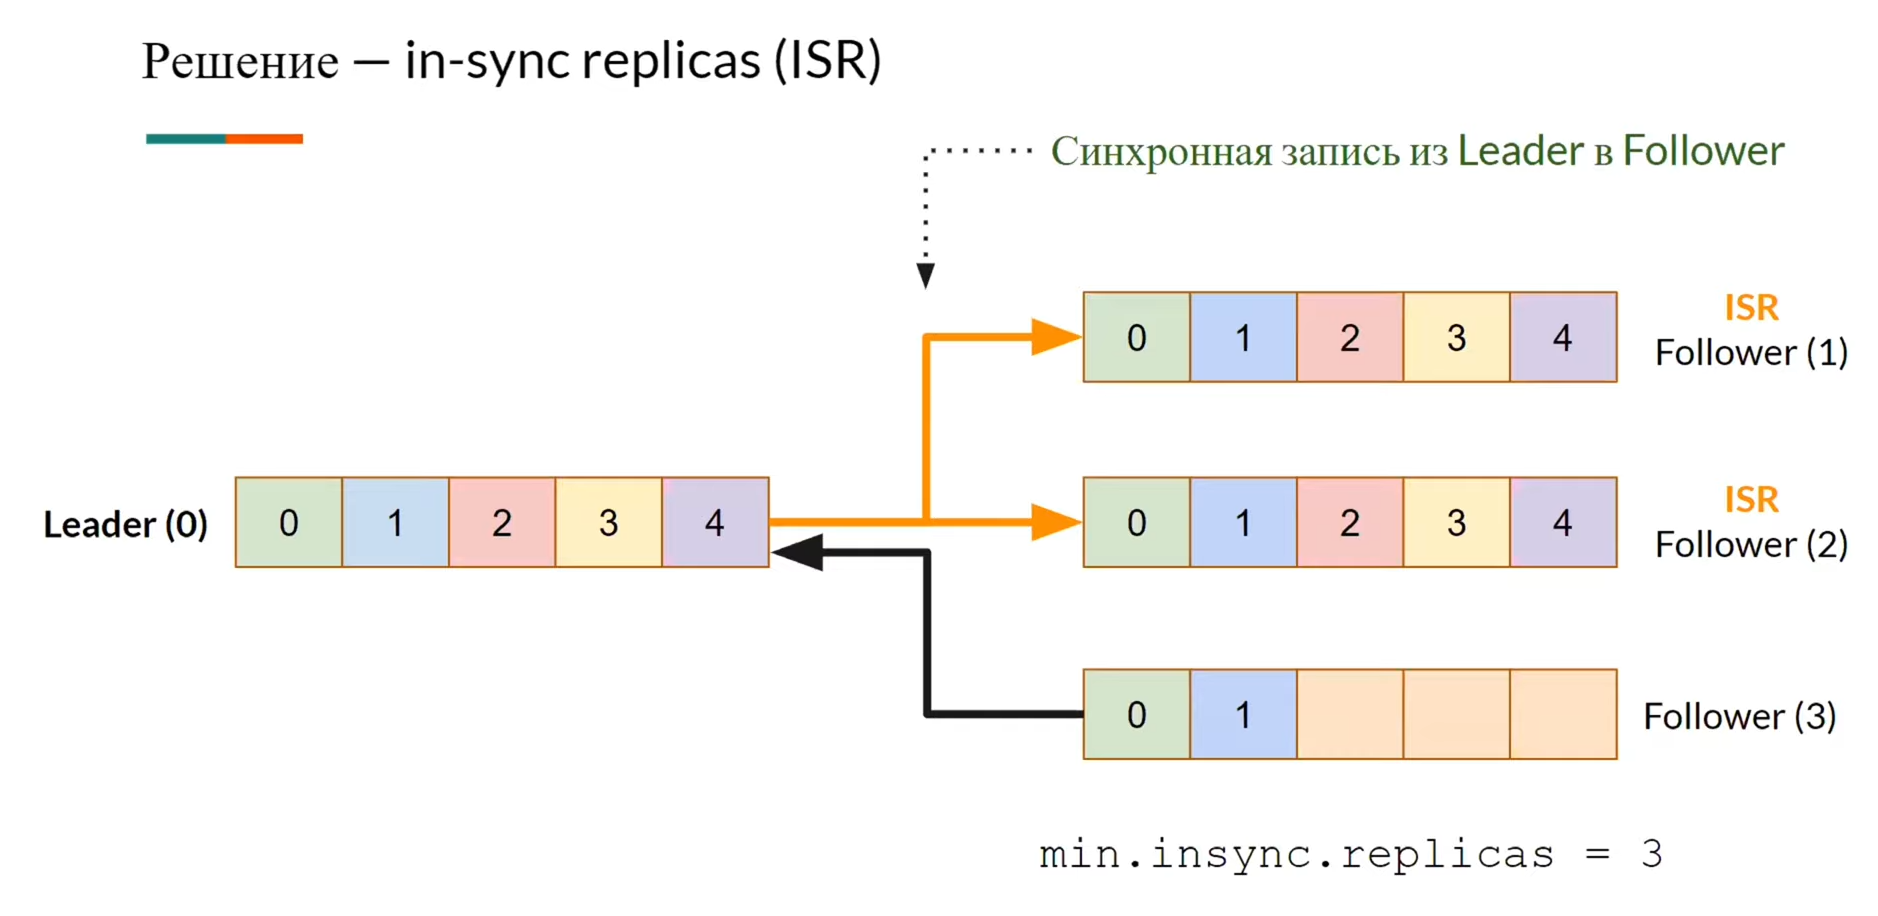 Решение — in-sync replicas (ISR)
Синхронная запись из Leader в Follower
0 1 2 3 4
ISR
Follower (1)
Leader (0)
0 1 2 3 4
0 1 2 3 4
ISR
Follower (2)
0 1
Follower (3)
min.insync.replicas = 3